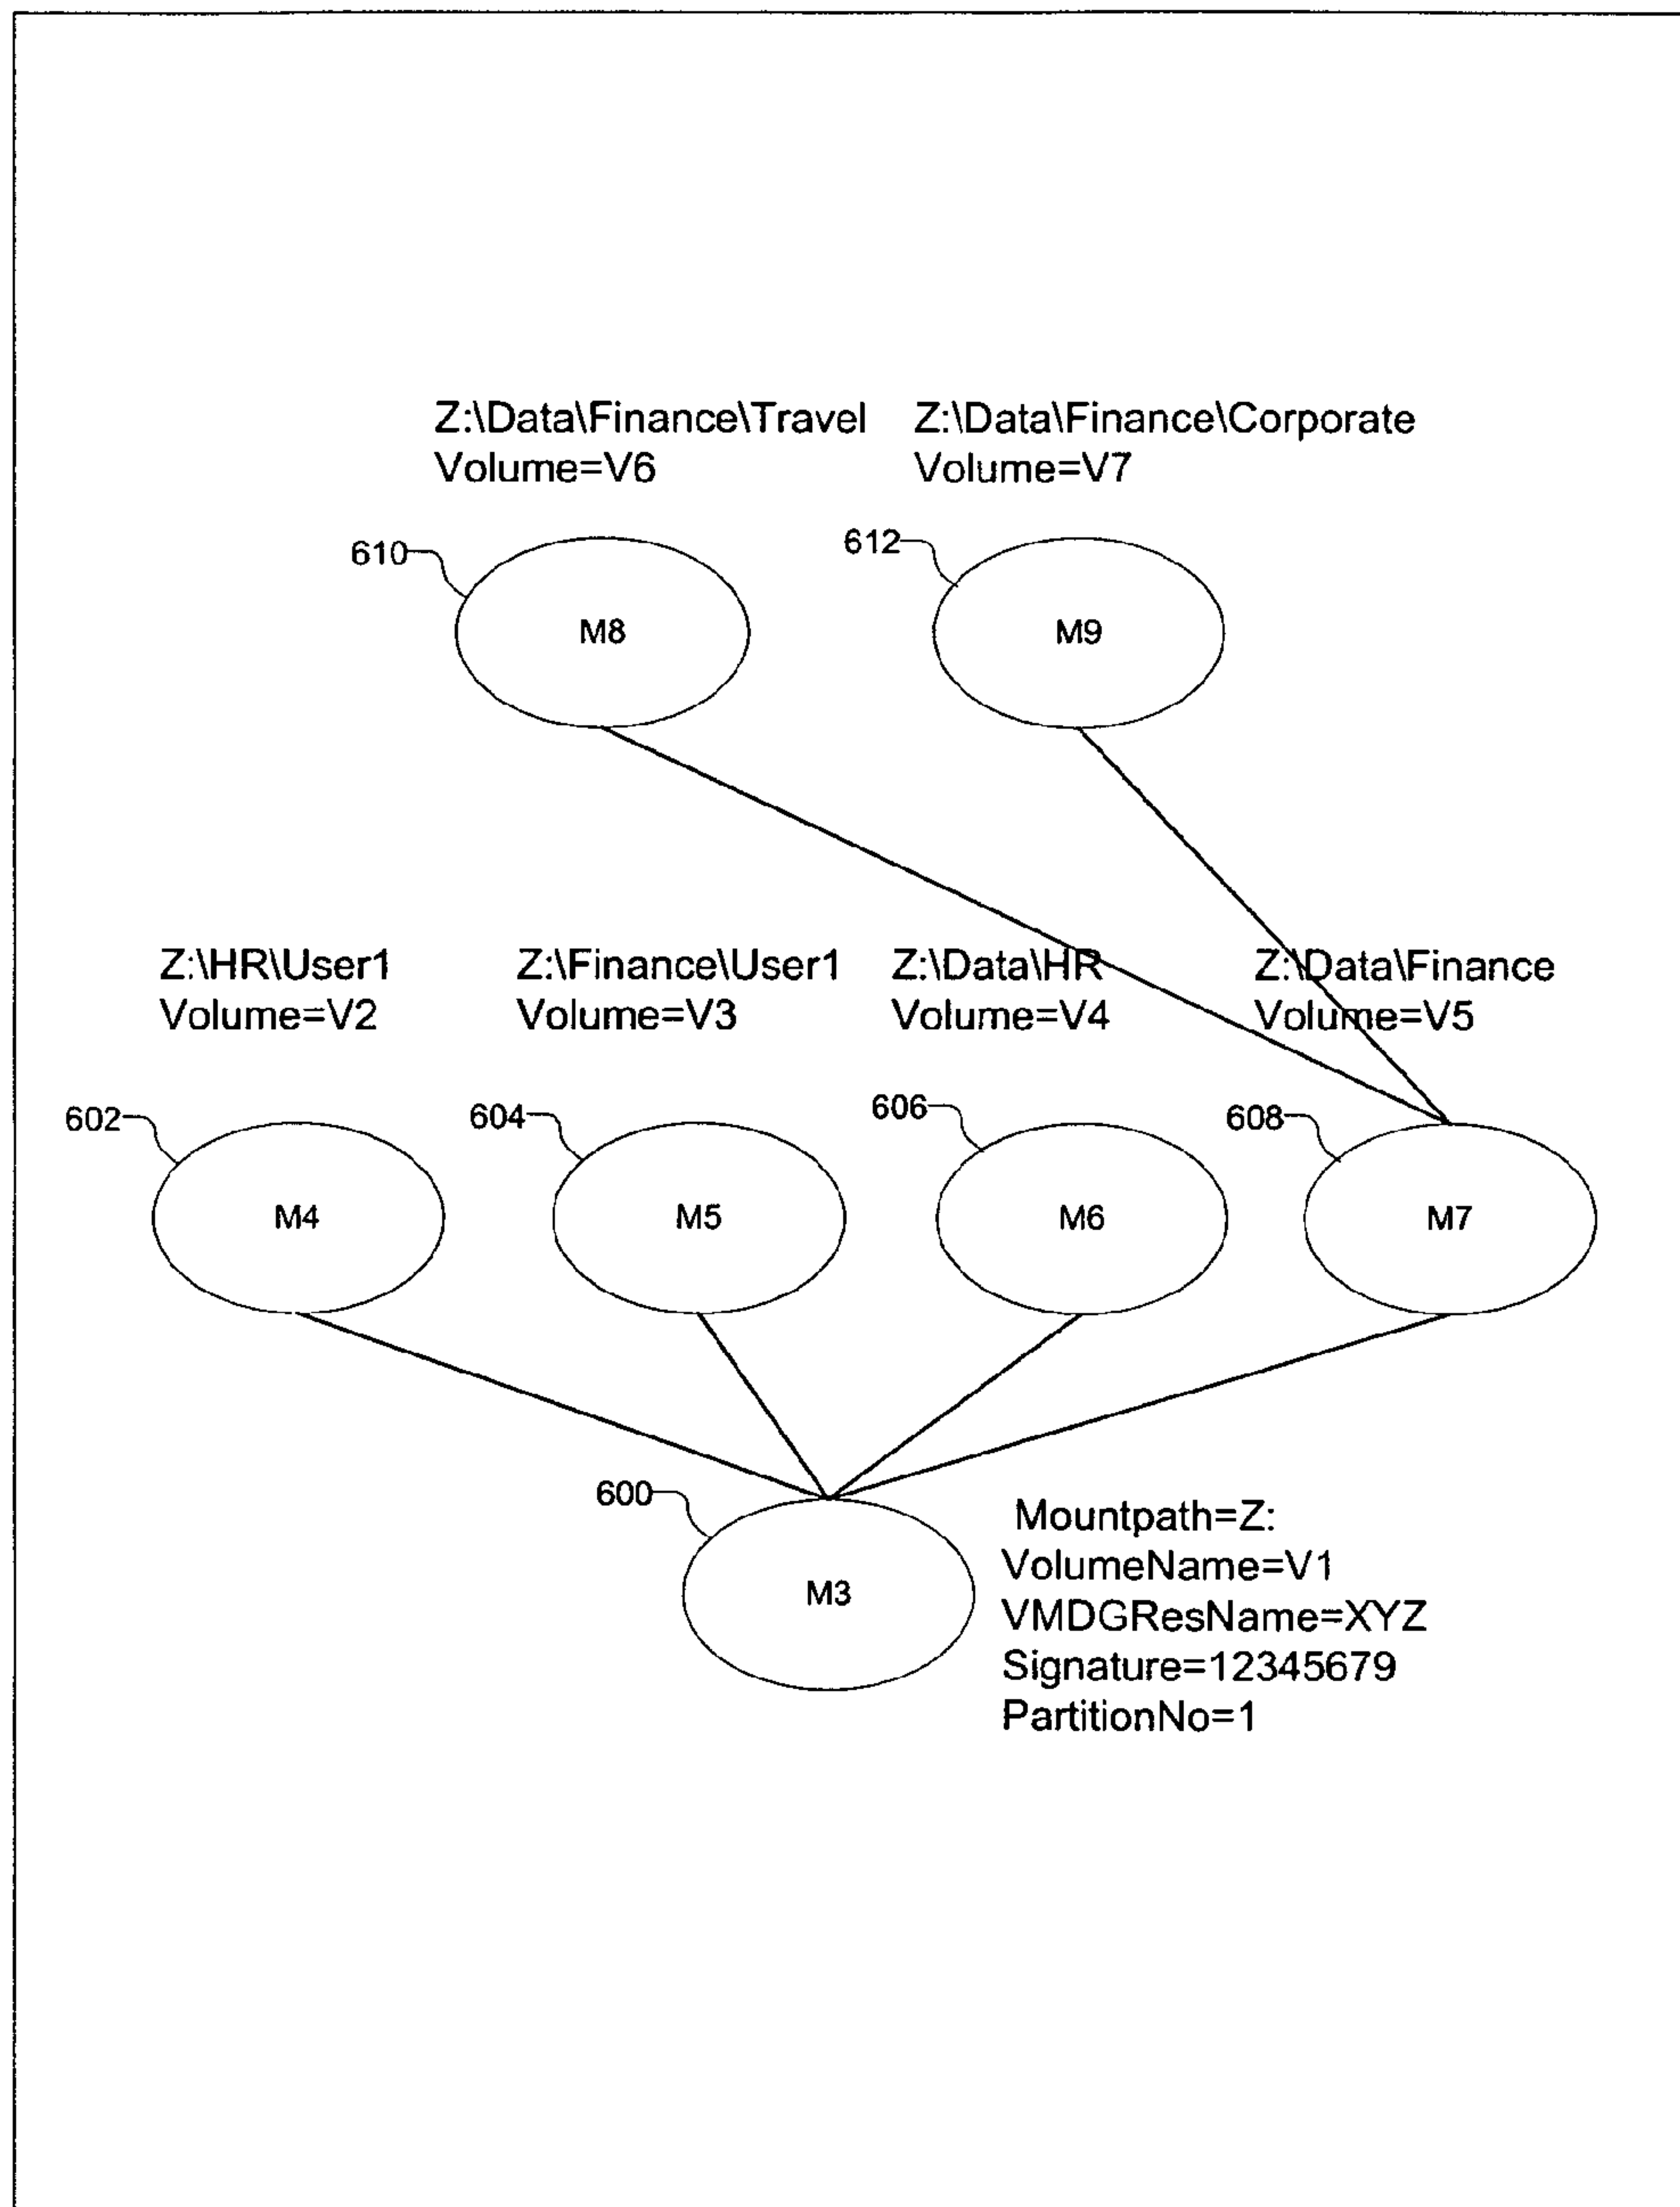 Z:\Data\Finance\Travel
Volume=V6
Z:\Data\Finance\Corporate
Volume=V7
610
612
M8
M9
Z:\HR\User1
Volume=V2
Z:\Finance\User1
Volume=V3
Z:\Data\HR
Volume=V4
Z:\Data\Finance
Volume=V5
602
604
606
608
M4
M5
M6
M7
600
M3
Mountpath=Z:
VolumeName=V1
VMDGResName=XYZ
Signature=12345679
PartitionNo=1